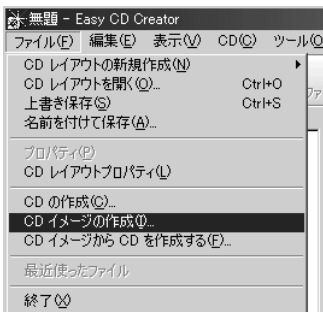 無題 - Easy CD Creator
ファイル(F) 編集(E) 表示(V) CD(C) ツール(O
CD レイアウトの新規作成(N)
CD レイアウトを開く(O)... Ctrl+O
上書き保存(S) Ctrl+S
名前を付けて保存(A)...
プロパティ(P)
CD レイアウトプロパティ(L)
CD の作成(C)...
CD イメージの作成(I)...
CD イメージから CD を作成する(F)...
最近使ったファイル
終了(X)